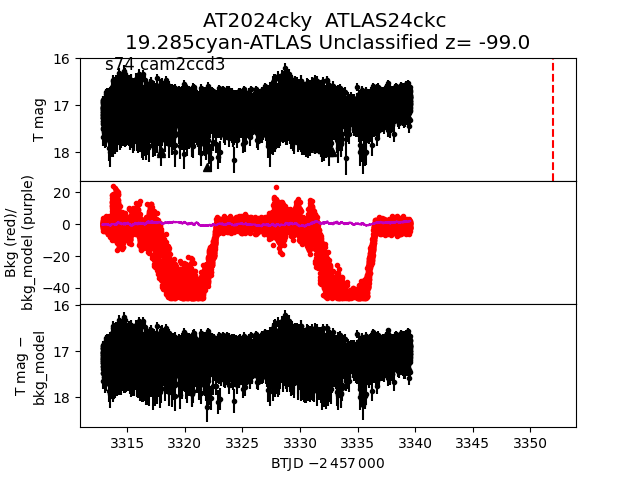 AT2024cky  ATLAS24ckc
19.285cyan-ATLAS Unclassified z= -99.0
s74 cam2ccd3
16
17
18
T mag
20
0
−20
−40
Bkg (red)/
bkg_model (purple)
16
17
18
T mag −
bkg_model
3315 3320 3325 3330 3335 3340 3345 3350
BTJD −2 457 000